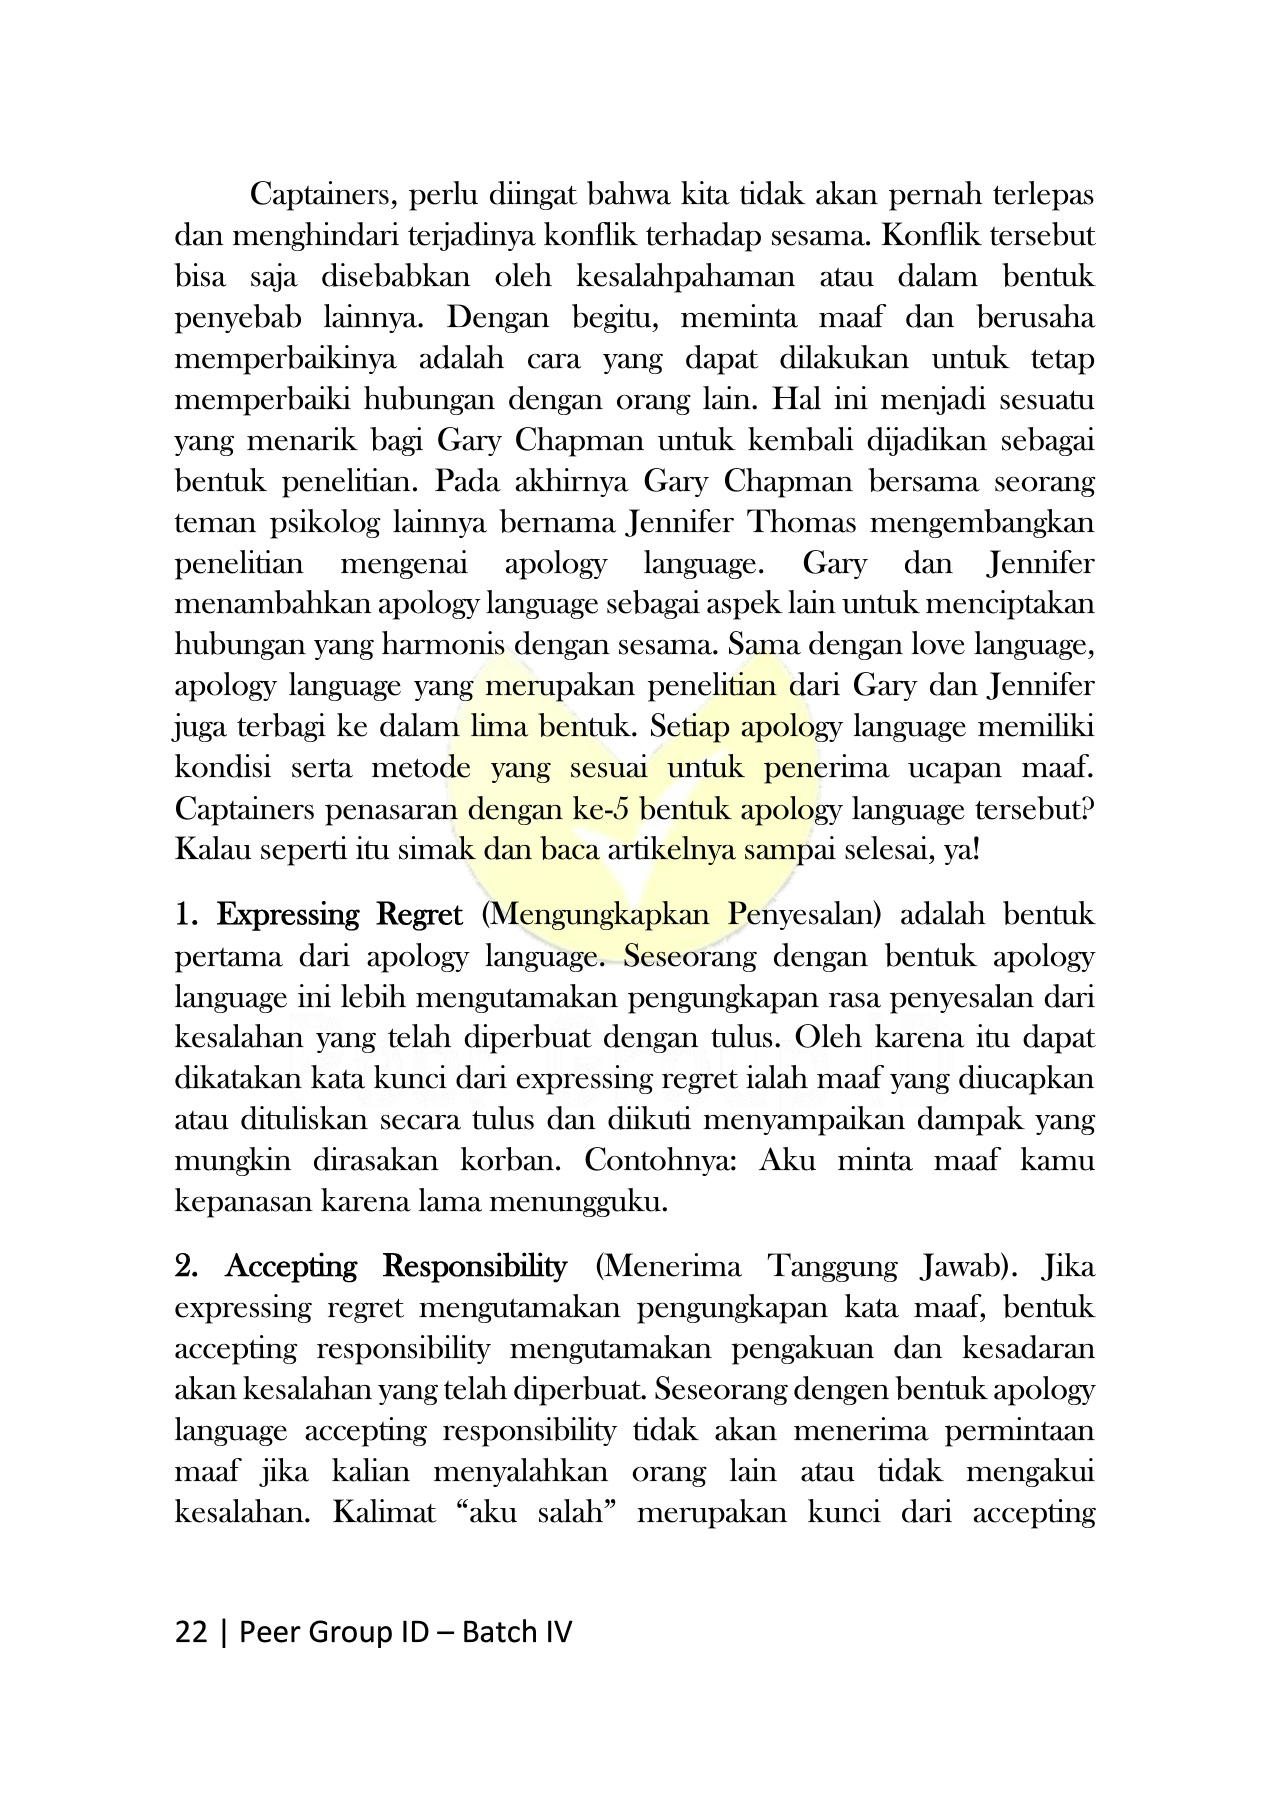 Captainers, perlu diingat bahwa kita tidak akan pernah terlepas
dan menghindari terjadinya konflik terhadap sesama. Konflik tersebut
bisa saja disebabkan oleh kesalahpahaman atau dalam bentuk
penyebab lainnya. Dengan begitu, meminta maaf dan berusaha
memperbaikinya adalah cara yang dapat dilakukan untuk tetap
memperbaiki hubungan dengan orang lain. Hal ini menjadi sesuatu
yang menarik bagi Gary Chapman untuk kembali dijadikan sebagai
bentuk penelitian. Pada akhirnya Gary Chapman bersama seorang
teman psikolog lainnya bernama Jennifer Thomas mengembangkan
penelitian mengenai apology language. Gary dan Jennifer
menambahkan apology language sebagai aspek lain untuk menciptakan
hubungan yang harmonis dengan sesama. Sama dengan love language,
apology language yang merupakan penelitian dari Gary dan Jennifer
juga terbagi ke dalam lima bentuk. Setiap apology language memiliki
kondisi serta metode yang sesuai untuk penerima ucapan maaf.
Captainers penasaran dengan ke-5 bentuk apology language tersebut?
Kalau seperti itu simak dan baca artikelnya sampai selesai, ya!
1. Expressing Regret (Mengungkapkan Penyesalan) adalah bentuk
pertama dari apology language. Seseorang dengan bentuk apology
language ini lebih mengutamakan pengungkapan rasa penyesalan dari
kesalahan yang telah diperbuat dengan tulus. Oleh karena itu dapat
dikatakan kata kunci dari expressing regret ialah maaf yang diucapkan
atau dituliskan secara tulus dan diikuti menyampaikan dampak yang
mungkin dirasakan korban. Contohnya: Aku minta maaf kamu
kepanasan karena lama menungguku.
2. Accepting Responsibility (Menerima Tanggung Jawab). Jika
expressing regret mengutamakan pengungkapan kata maaf, bentuk
accepting responsibility mengutamakan pengakuan dan kesadaran
akan kesalahan yang telah diperbuat. Seseorang dengen bentuk apology
language accepting responsibility tidak akan menerima permintaan
maaf jika kalian menyalahkan orang lain atau tidak mengakui
kesalahan. Kalimat “aku salah” merupakan kunci dari accepting
22 | Peer Group ID – Batch IV